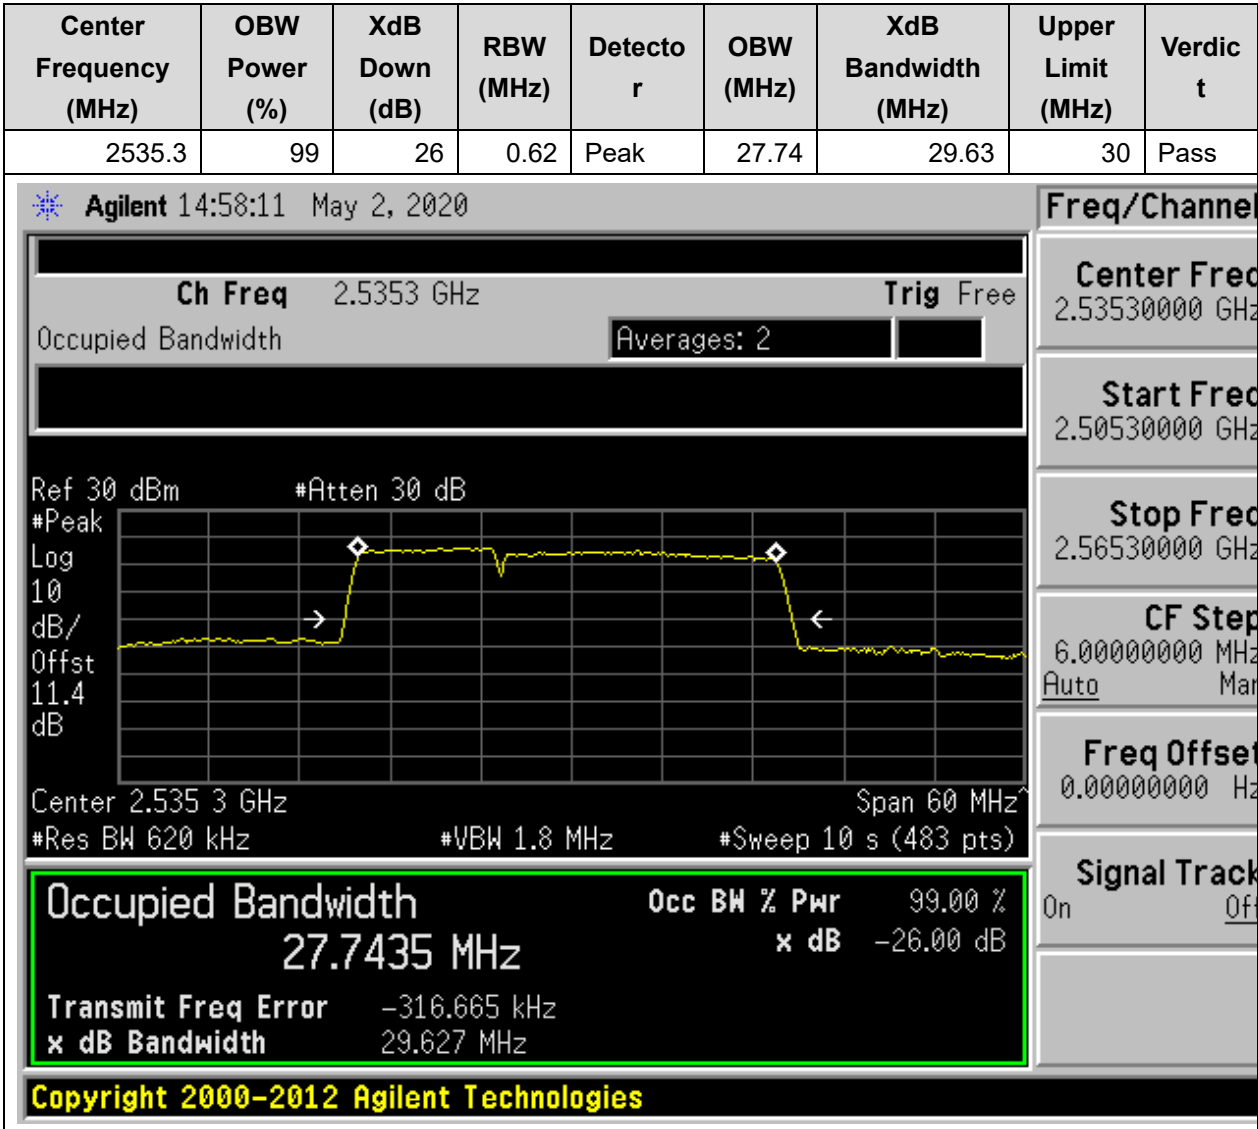 Center Frequency (MHz) OBW Power (%) XdB Down (dB) RBW (MHz) Detecto r OBW (MHz) XdB Bandwidth (MHz) Upper Limit (MHz) Verdic t
2535.3 99 26 0.62 Peak 27.74 29.63 30 Pass
Agilent 14:58:11 May 2, 2020
Freq/Channel
Ch Freq 2.5353 GHz Trig Free
Occupied Bandwidth Averages: 2
Center Freq
2.53530000 GHz
Start Freq
2.50530000 GHz
Stop Freq
2.56530000 GHz
CF Step
6.00000000 MHz
Auto Man
Freq Offset
0.00000000 Hz
Signal Track
On Off
Ref 30 dBm #Atten 30 dB
#Peak
Log
10
dB/
Offst
11.4
dB
Center 2.535 3 GHz Span 60 MHz^
#Res BW 620 kHz #VBW 1.8 MHz #Sweep 10 s (483 pts)
Occupied Bandwidth Occ BW % Pwr 99.00 %
27.7435 MHz x dB -26.00 dB
Transmit Freq Error -316.665 kHz
x dB Bandwidth 29.627 MHz
Copyright 2000-2012 Agilent Technologies